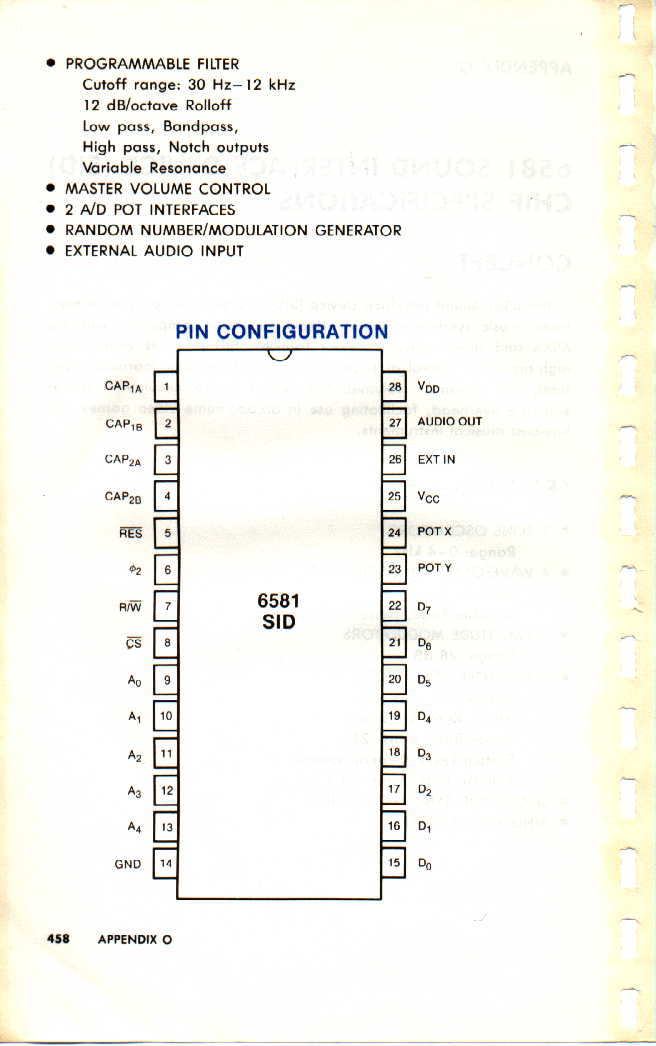 • PROGRAMMABLE FILTER
Cutoff range: 30 Hz–12 kHz
12 dB/octave Rolloff
Low pass, Bandpass,
High pass, Notch outputs
Variable Resonance
• MASTER VOLUME CONTROL
• 2 A/D POT INTERFACES
• RANDOM NUMBER/MODULATION GENERATOR
• EXTERNAL AUDIO INPUT
PIN CONFIGURATION
CAP1A 1 28 VDD
CAP1B 2 27 AUDIO OUT
CAP2A 3 26 EXT IN
CAP2B 4 25 VCC
R̅E̅S̅ 5 24 POT X
ϕ2 6 23 POT Y
R/W̅ 7 22 D7
6581
SID
C̅S̅ 8 21 D6
A0 9 20 D5
A1 10 19 D4
A2 11 18 D3
A3 12 17 D2
A4 13 16 D1
GND 14 15 D0
458 APPENDIX O